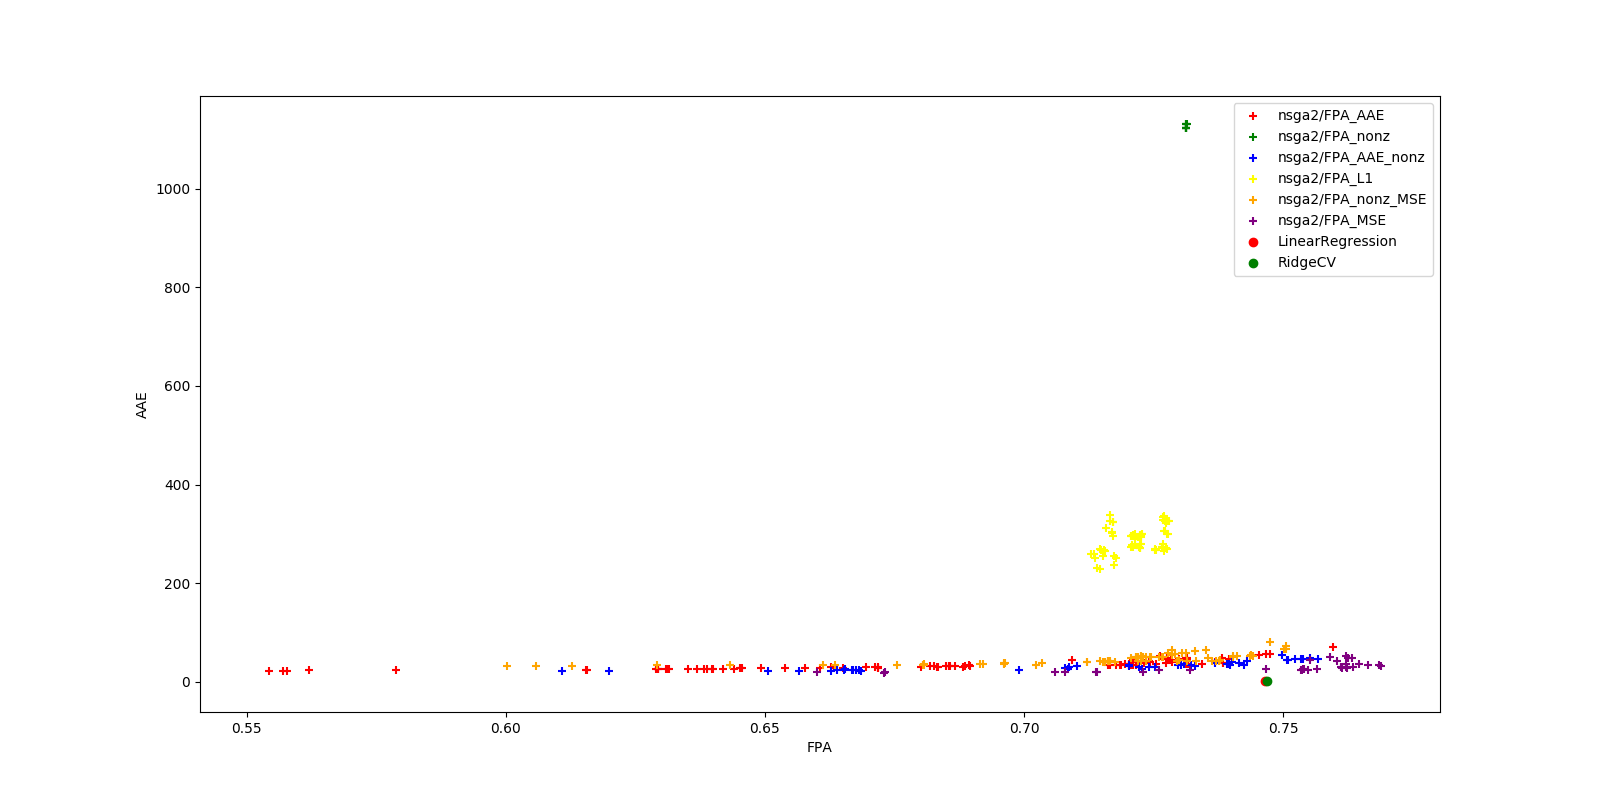 nsga2/FPA_AAE
nsga2/FPA_nonz
nsga2/FPA_AAE_nonz
nsga2/FPA_L1
nsga2/FPA_nonz_MSE
nsga2/FPA_MSE
LinearRegression
RidgeCV
1000
800
600
400
200
0
AAE
0.55
0.60
0.65
0.70
0.75
FPA